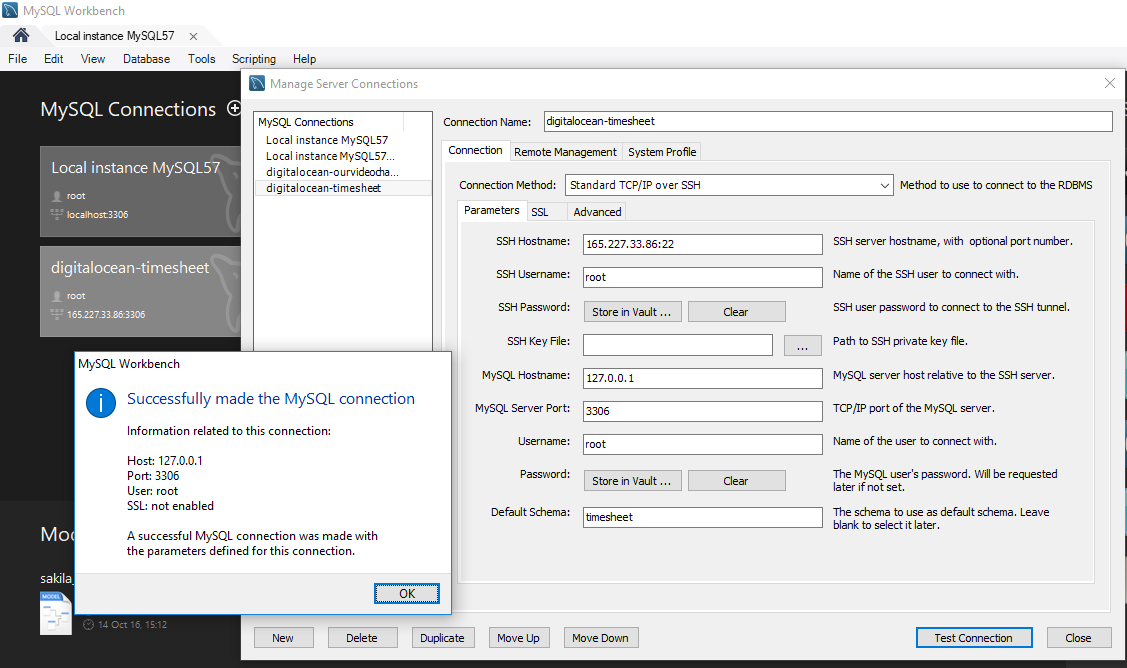 MySQL Workbench
Local instance MySQL57
File Edit View Database Tools Scripting Help
MySQL Connections
Local instance MySQL57
root
localhost:3306
digitalocean-timesheet
root
165.227.33.86:3306
sakila_
14 Oct 16, 15:12
MODEL
Manage Server Connections
MySQL Connections
Local instance MySQL57
Local instance MySQL57...
digitalocean-ourvideocha...
digitalocean-timesheet
Connection Name: digitalocean-timesheet
Connection Remote Management System Profile
Connection Method: Standard TCP/IP over SSH Method to use to connect to the RDBMS
Parameters SSL Advanced
SSH Hostname: 165.227.33.86:22 SSH server hostname, with optional port number.
SSH Username: root Name of the SSH user to connect with.
SSH Password: Store in Vault ... Clear SSH user password to connect to the SSH tunnel.
SSH Key File: ... Path to SSH private key file.
MySQL Hostname: 127.0.0.1 MySQL server host relative to the SSH server.
MySQL Server Port: 3306 TCP/IP port of the MySQL server.
Username: root Name of the user to connect with.
Password: Store in Vault ... Clear The MySQL user's password. Will be requested
later if not set.
Default Schema: timesheet The schema to use as default schema. Leave
blank to select it later.
New Delete Duplicate Move Up Move Down Test Connection Close
MySQL Workbench
Successfully made the MySQL connection
Information related to this connection:
Host: 127.0.0.1
Port: 3306
User: root
SSL: not enabled
A successful MySQL connection was made with
the parameters defined for this connection.
OK